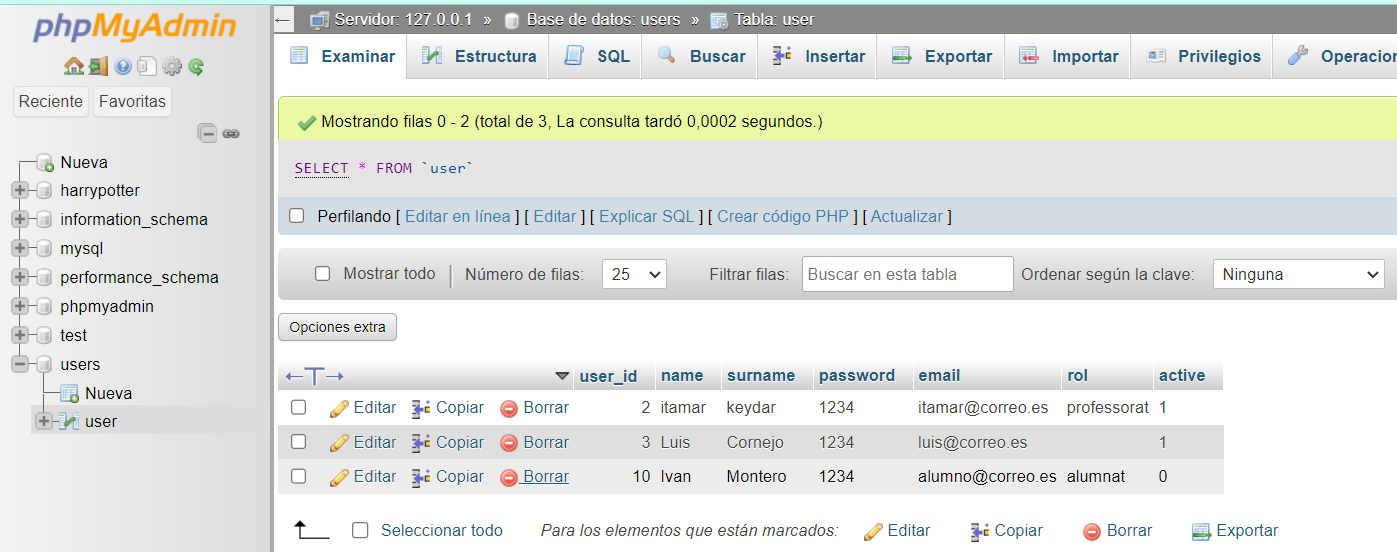 phpMyAdmin
Reciente Favoritas
Nueva
harrypotter
information_schema
mysql
performance_schema
phpmyadmin
test
users
Nueva
user
← Servidor: 127.0.0.1 » Base de datos: users » Tabla: user
Examinar Estructura SQL Buscar Insertar Exportar Importar Privilegios Operacion
Mostrando filas 0 - 2 (total de 3, La consulta tardó 0,0002 segundos.)
SELECT * FROM `user`
Perfilando [ Editar en línea ] [ Editar ] [ Explicar SQL ] [ Crear código PHP ] [ Actualizar ]
Mostrar todo Número de filas: 25 Filtrar filas: Buscar en esta tabla Ordenar según la clave: Ninguna
Opciones extra
←T→ user_id name surname password email rol active
Editar Copiar Borrar 2 itamar keydar 1234 itamar@correo.es professorat 1
Editar Copiar Borrar 3 Luis Cornejo 1234 luis@correo.es 1
Editar Copiar Borrar 10 Ivan Montero 1234 alumno@correo.es alumnat 0
Seleccionar todo Para los elementos que están marcados: Editar Copiar Borrar Exportar